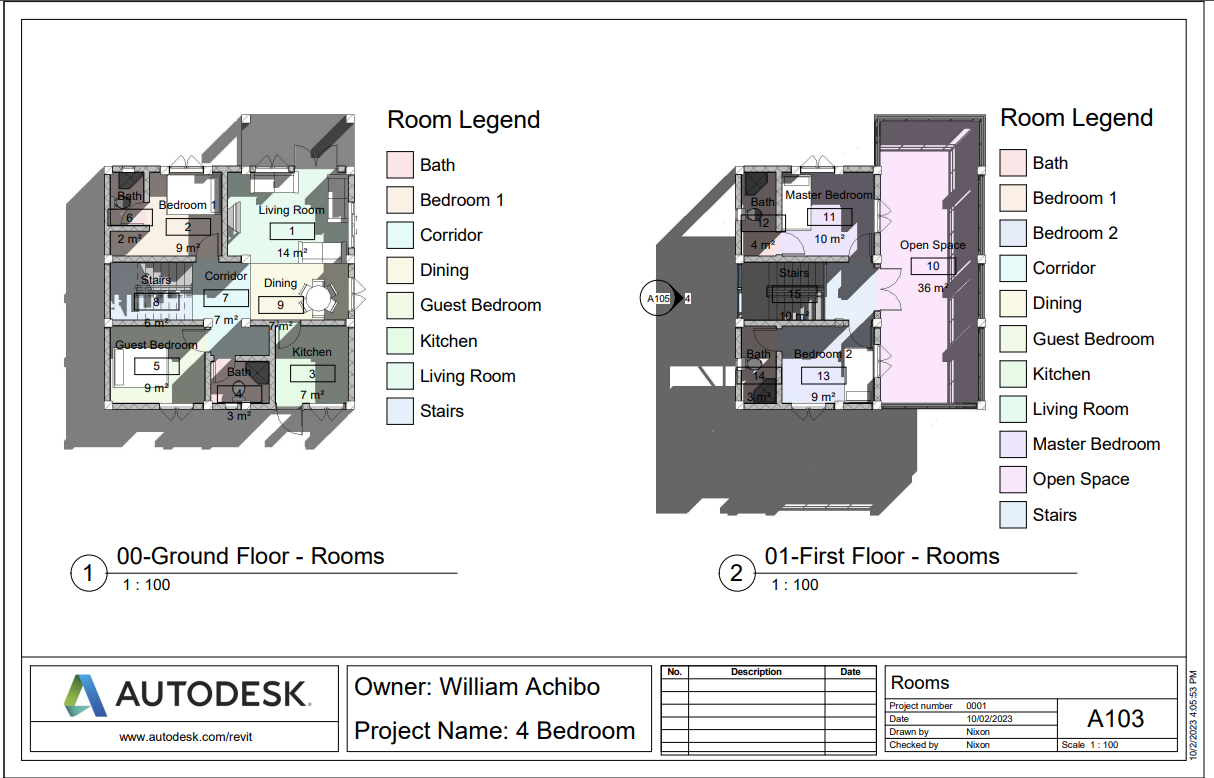 Bath
6
2 m²
Bedroom 1
2
9 m²
Living Room
1
14 m²
Stairs
8
6 m²
Corridor
7
7 m²
Dining
9
7 m²
Guest Bedroom
5
9 m²
Bath
4
3 m²
Kitchen
3
7 m²
Room Legend
Bath
Bedroom 1
Corridor
Dining
Guest Bedroom
Kitchen
Living Room
Stairs
1
00-Ground Floor - Rooms
1 : 100
A105
4
Bath
12
4 m²
Master Bedroom
11
10 m²
Open Space
10
36 m²
Stairs
15
10 m²
Bath
14
3 m²
Bedroom 2
13
9 m²
Room Legend
Bath
Bedroom 1
Bedroom 2
Corridor
Dining
Guest Bedroom
Kitchen
Living Room
Master Bedroom
Open Space
Stairs
2
01-First Floor - Rooms
1 : 100
AUTODESK.
www.autodesk.com/revit
Owner: William Achibo
Project Name: 4 Bedroom
No. Description Date
Rooms
Project number 0001
Date 10/02/2023
Drawn by Nixon
Checked by Nixon
A103
Scale 1 : 100
10/2/2023 4:05:53 PM